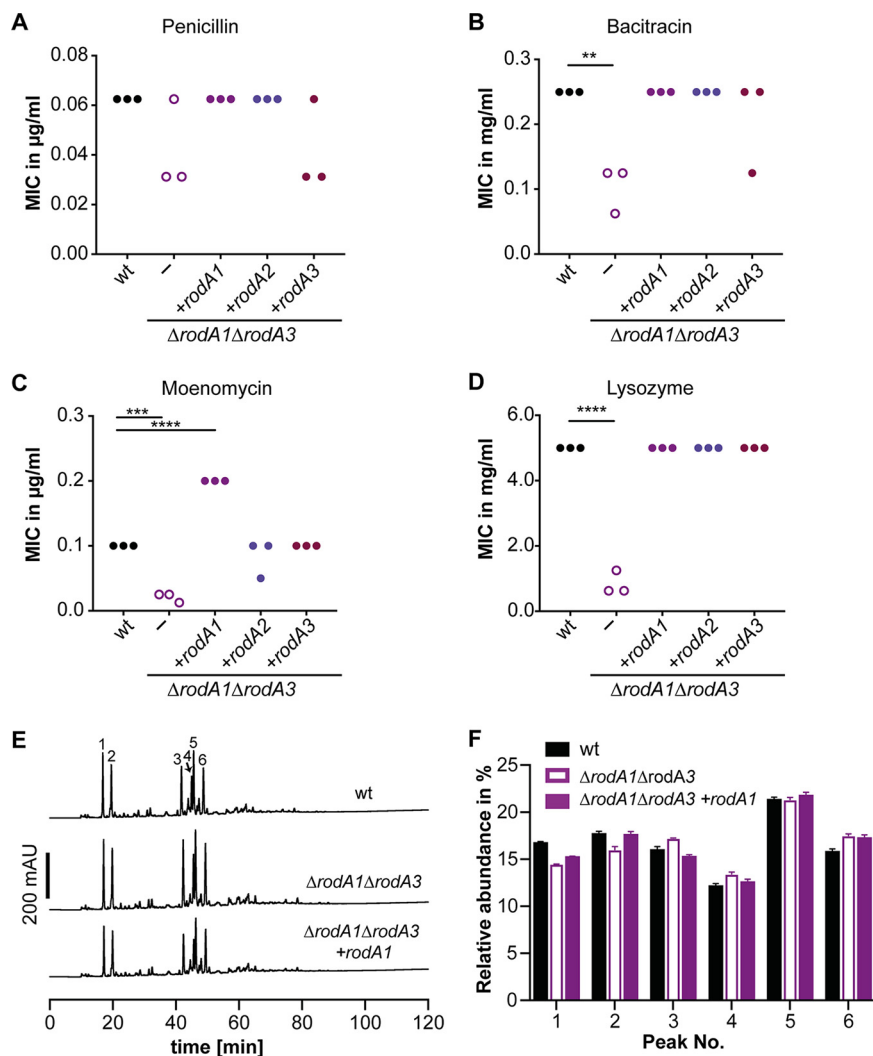 A
Penicillin
MIC in µg/ml
0.08
0.06
0.04
0.02
0.00
wt
–
+rodA1
+rodA2
+rodA3
ΔrodA1ΔrodA3
B
Bacitracin
MIC in mg/ml
0.3
0.2
0.1
0.0
**
wt
–
+rodA1
+rodA2
+rodA3
ΔrodA1ΔrodA3
C
Moenomycin
MIC in µg/ml
0.3
0.2
0.1
0.0
***
****
wt
–
+rodA1
+rodA2
+rodA3
ΔrodA1ΔrodA3
D
Lysozyme
MIC in mg/ml
6.0
4.0
2.0
0.0
****
wt
–
+rodA1
+rodA2
+rodA3
ΔrodA1ΔrodA3
E
1
2
3
4
5
6
wt
ΔrodA1ΔrodA3
ΔrodA1ΔrodA3
+rodA1
200 mAU
0 20 40 60 80 100 120
time [min]
F
wt
ΔrodA1ΔrodA3
ΔrodA1ΔrodA3 +rodA1
Relative abundance in %
25
20
15
10
5
0
1 2 3 4 5 6
Peak No.